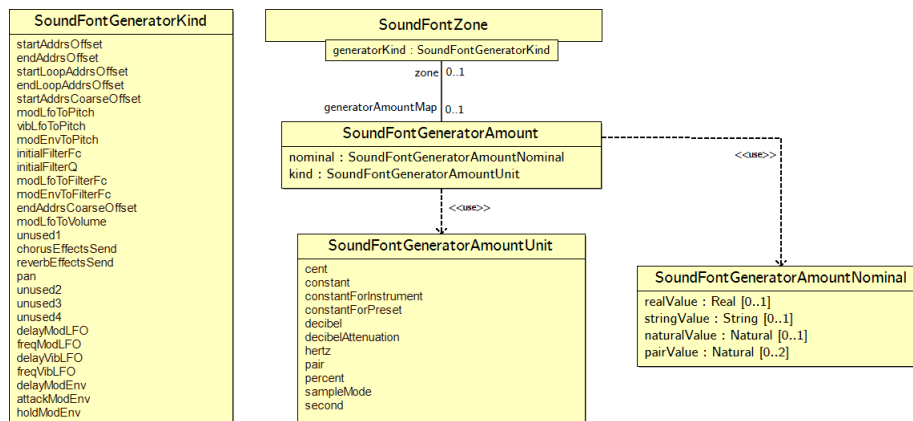 SoundFontGeneratorKind
startAddrsOffset
endAddrsOffset
startLoopAddrsOffset
endLoopAddrsOffset
startAddrsCoarseOffset
modLfoToPitch
vibLfoToPitch
modEnvToPitch
initialFilterFc
initialFilterQ
modLfoToFilterFc
modEnvToFilterFc
endAddrsCoarseOffset
modLfoToVolume
unused1
chorusEffectsSend
reverbEffectsSend
pan
unused2
unused3
unused4
delayModLFO
freqModLFO
delayVibLFO
freqVibLFO
delayModEnv
attackModEnv
holdModEnv
SoundFontZone
generatorKind : SoundFontGeneratorKind
zone 0..1
generatorAmountMap 0..1
SoundFontGeneratorAmount
nominal : SoundFontGeneratorAmountNominal
kind : SoundFontGeneratorAmountUnit
<<use>>
<<use>>
SoundFontGeneratorAmountUnit
cent
constant
constantForInstrument
constantForPreset
decibel
decibelAttenuation
hertz
pair
percent
sampleMode
second
SoundFontGeneratorAmountNominal
realValue : Real [0..1]
stringValue : String [0..1]
naturalValue : Natural [0..1]
pairValue : Natural [0..2]